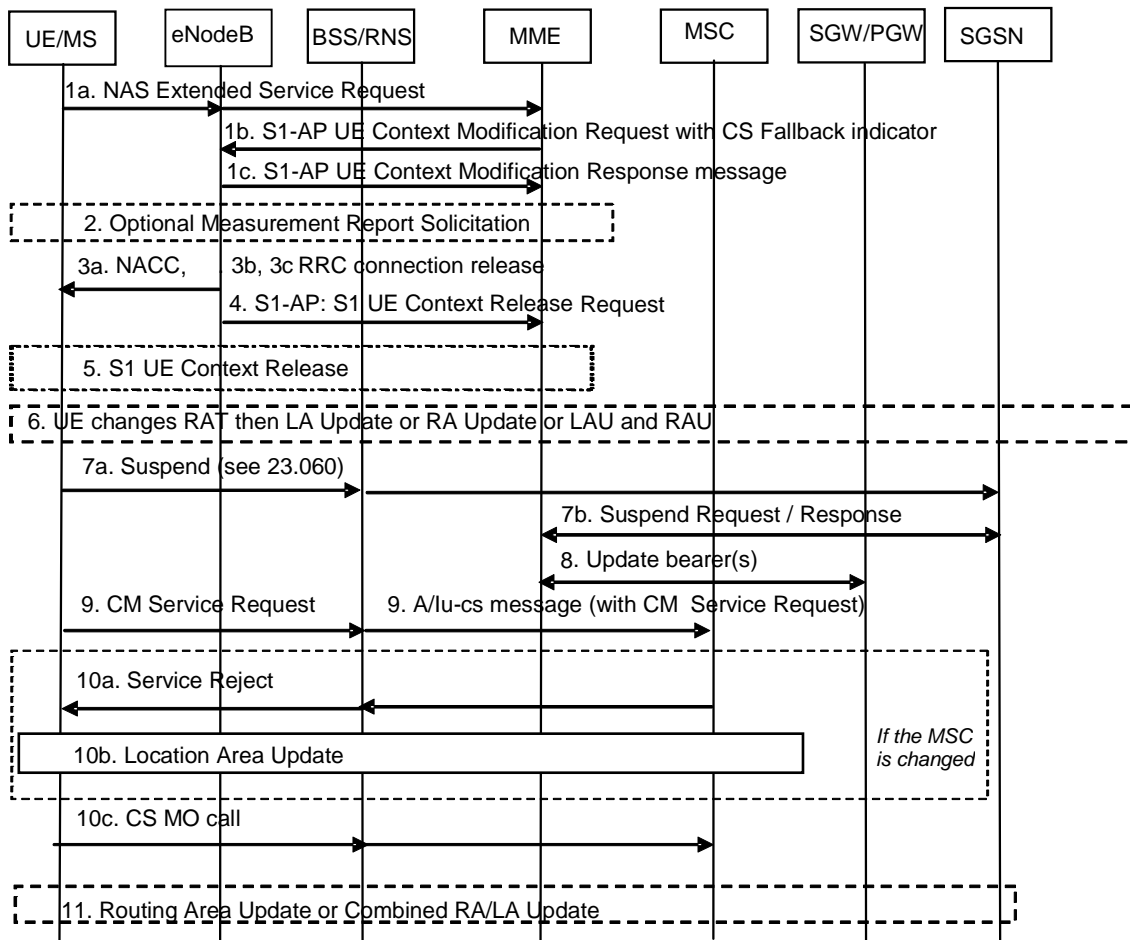 UE/MS
eNodeB
BSS/RNS
MME
MSC
SGW/PGW
SGSN
1a. NAS Extended Service Request
1b. S1-AP UE Context Modification Request with CS Fallback indicator
1c. S1-AP UE Context Modification Response message
2. Optional Measurement Report Solicitation
3a. NACC, . 3b, 3c RRC connection release
4. S1-AP: S1 UE Context Release Request
5. S1 UE Context Release
6. UE changes RAT then LA Update or RA Update or LAU and RAU
7a. Suspend (see 23.060)
7b. Suspend Request / Response
8. Update bearer(s)
9. CM Service Request
9. A/Iu-cs message (with CM Service Request)
10a. Service Reject
If the MSC
is changed
10b. Location Area Update
10c. CS MO call
11. Routing Area Update or Combined RA/LA Update